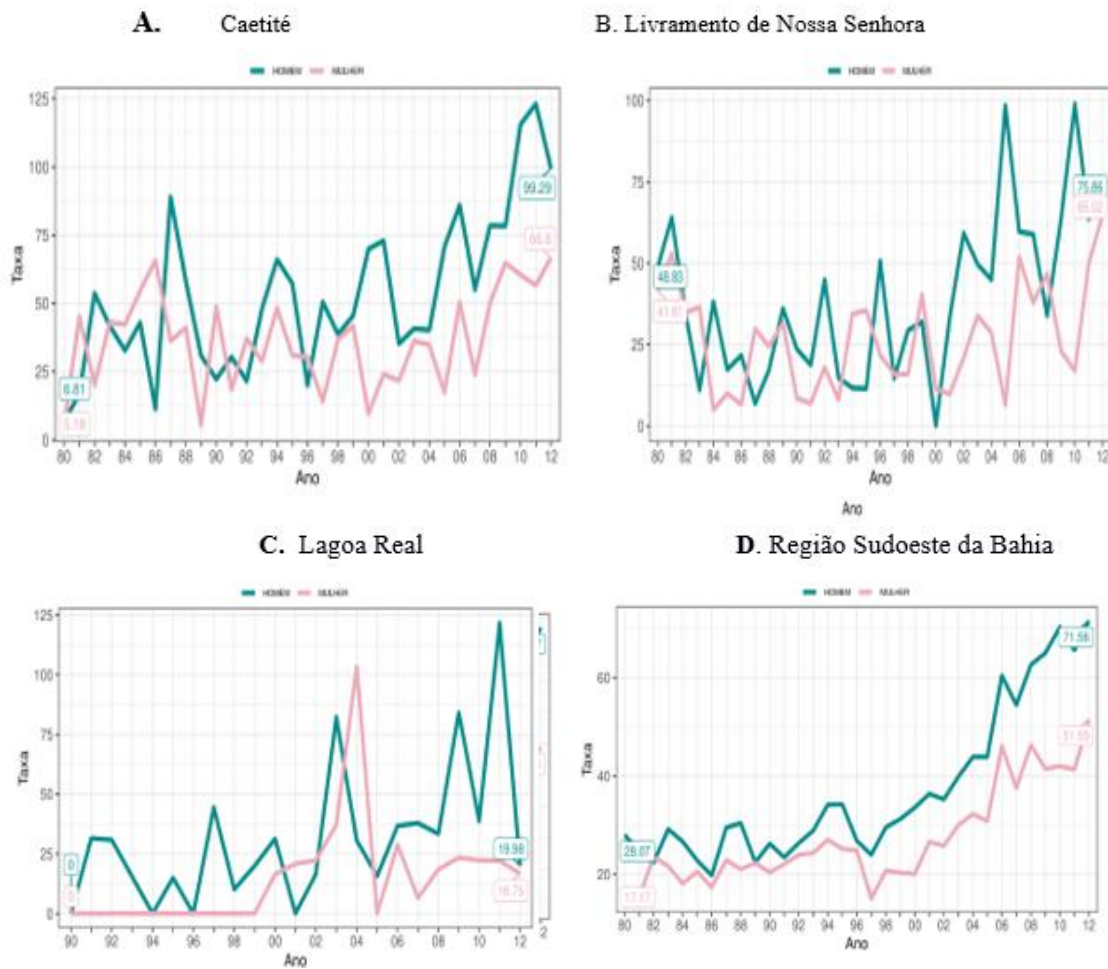 A. Caetité
HOMEM MULHER
Taxa
125
100
75
50
25
0
99.29
6.81
5.18
80 82 84 86 88 90 92 94 96 98 00 02 04 06 08 10 12
Ano
B. Livramento de Nossa Senhora
HOMEM MULHER
Taxa
100
75
50
25
0
75.86
65.02
48.83
80 82 84 86 88 90 92 94 96 98 00 02 04 06 08 10 12
Ano
Ano
C. Lagoa Real
HOMEM MULHER
Taxa
125
100
75
50
25
0
0
0
19.98
16.75
90 92 94 96 98 00 02 04 06 08 10 12
Ano
2
D. Região Sudoeste da Bahia
HOMEM MULHER
Taxa
60
40
20
71.56
28.07
17.17
80 82 84 86 88 90 92 94 96 98 00 02 04 06 08 10 12
Ano